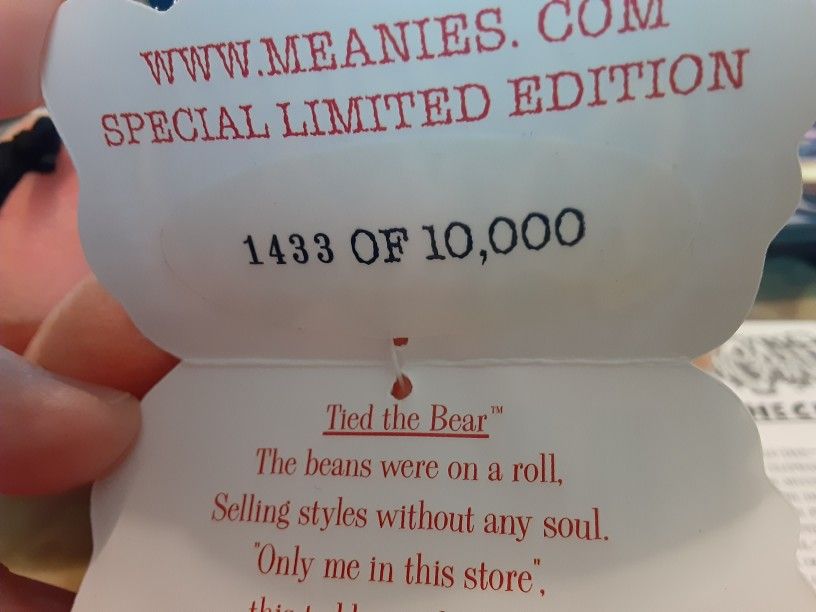 WWW.MEANIES. COM
SPECIAL LIMITED EDITION
1433 OF 10,000
Tied the Bear™
The beans were on a roll,
Selling styles without any soul.
"Only me in this store",